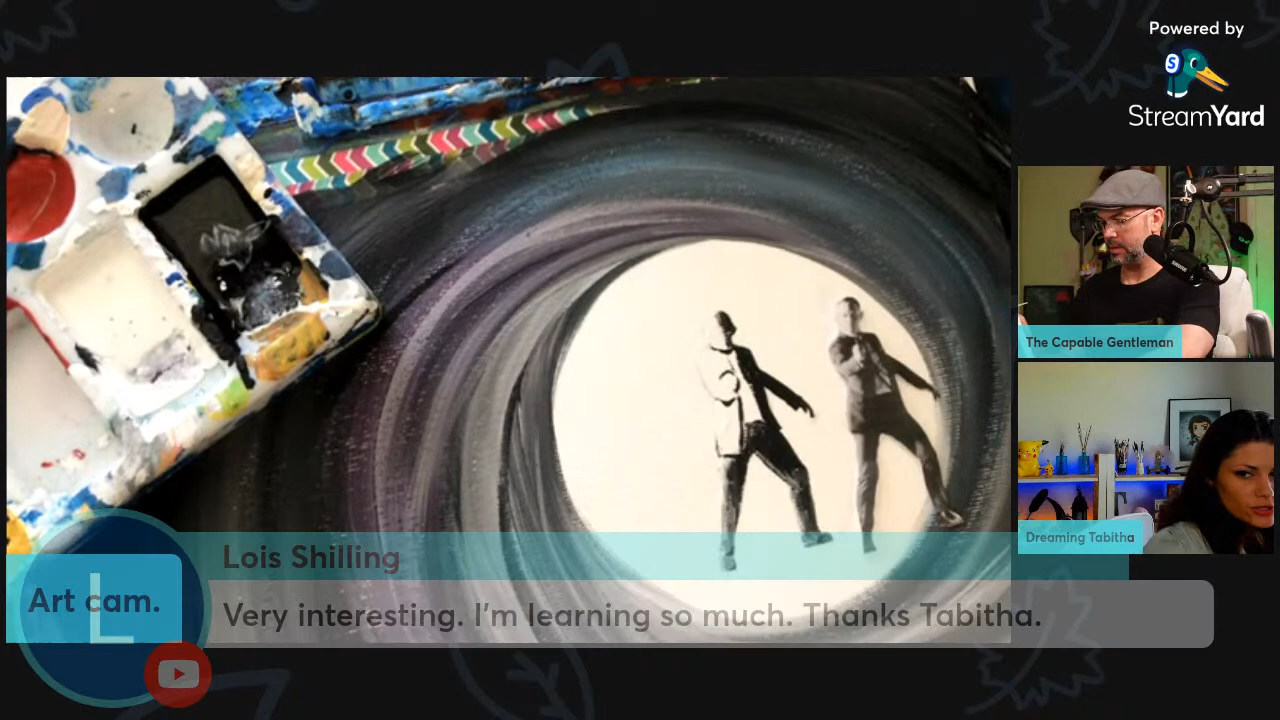 Powered by
StreamYard
The Capable Gentleman
Dreaming Tabitha
Lois Shilling
Art cam.
L
Very interesting. I'm learning so much. Thanks Tabitha.